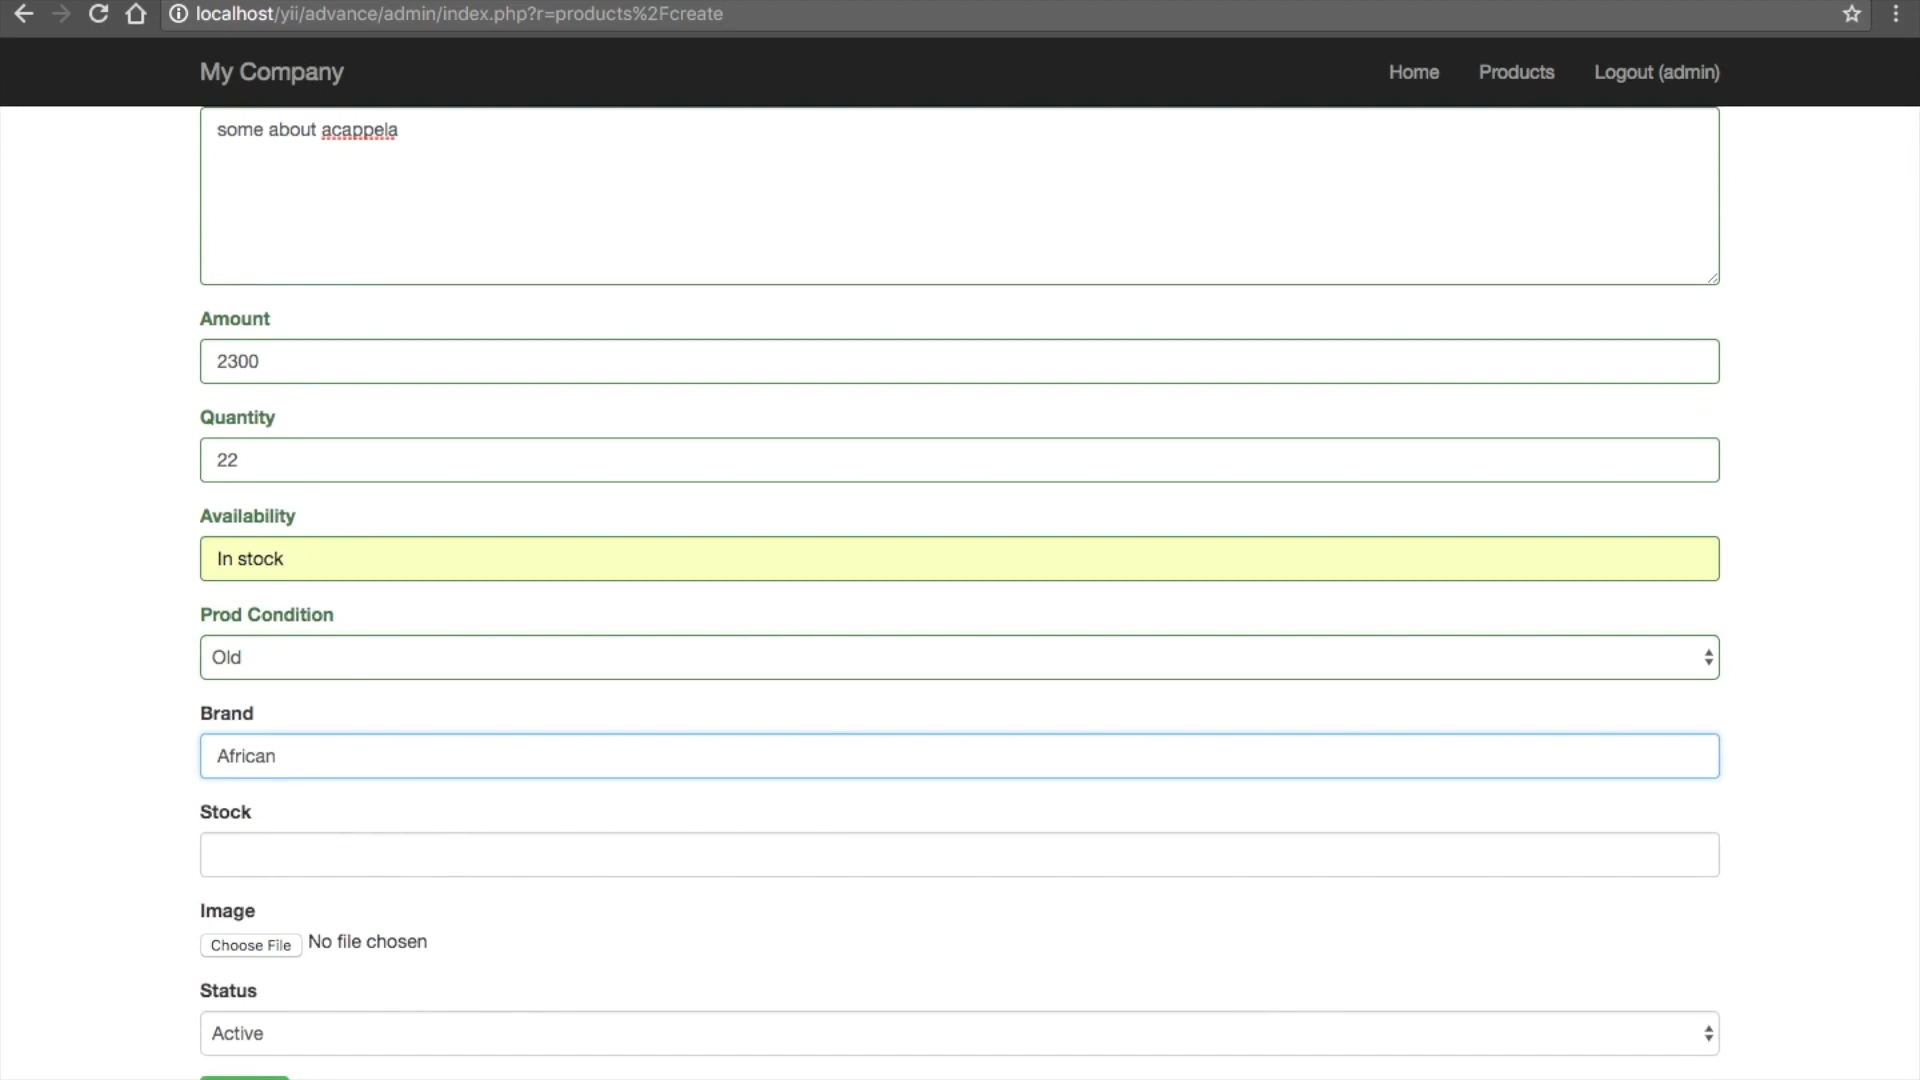 localhost/yii/advance/admin/index.php?r=products%2Fcreate
My Company Home Products Logout (admin)
some about acappela
Amount
2300
Quantity
22
Availability
In stock
Prod Condition
Old
Brand
African
Stock
Image
Choose File No file chosen
Status
Active